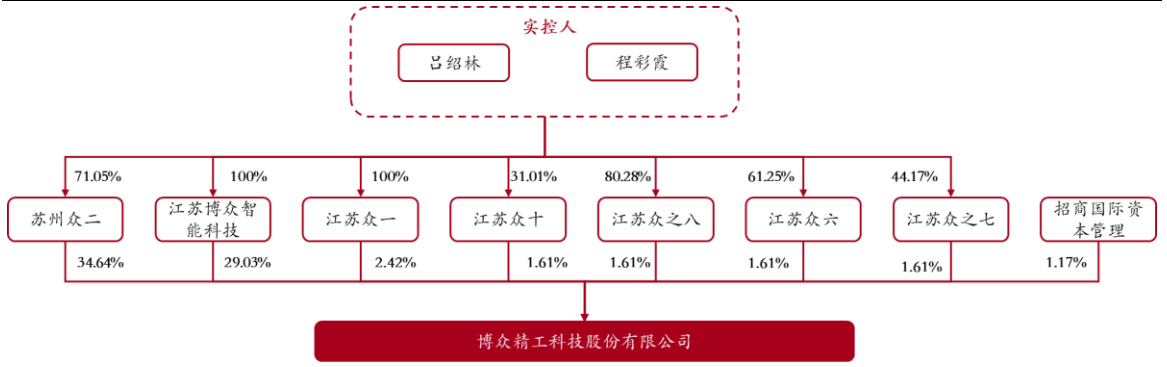 实控人
吕绍林
程彩霞
71.05%
100%
100%
31.01%
80.28%
61.25%
44.17%
苏州众二
江苏博众智
能科技
江苏众一
江苏众十
江苏众之八
江苏众六
江苏众之七
招商国际资
本管理
34.64%
29.03%
2.42%
1.61%
1.61%
1.61%
1.61%
1.17%
博众精工科技股份有限公司